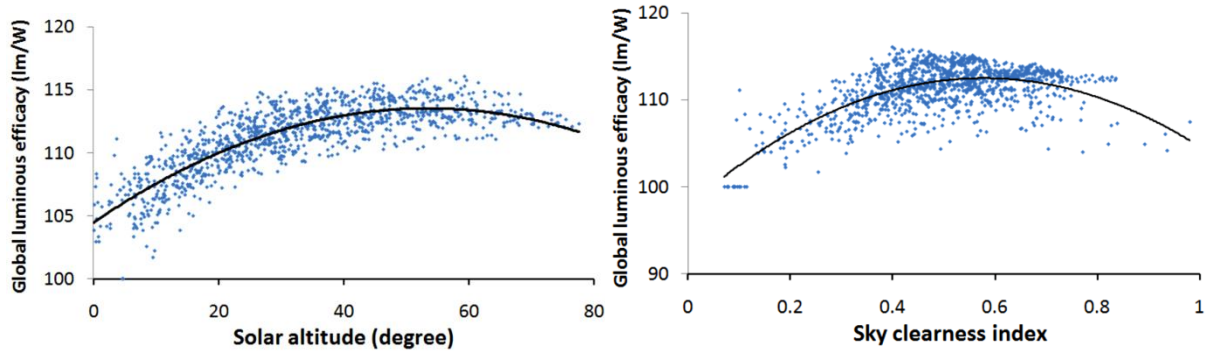 Global luminous efficacy (lm/W)
120
115
110
105
100
0 20 40 60 80
Solar altitude (degree)
Global luminous efficacy (lm/W)
120
110
100
90
0 0.2 0.4 0.6 0.8 1
Sky clearness index